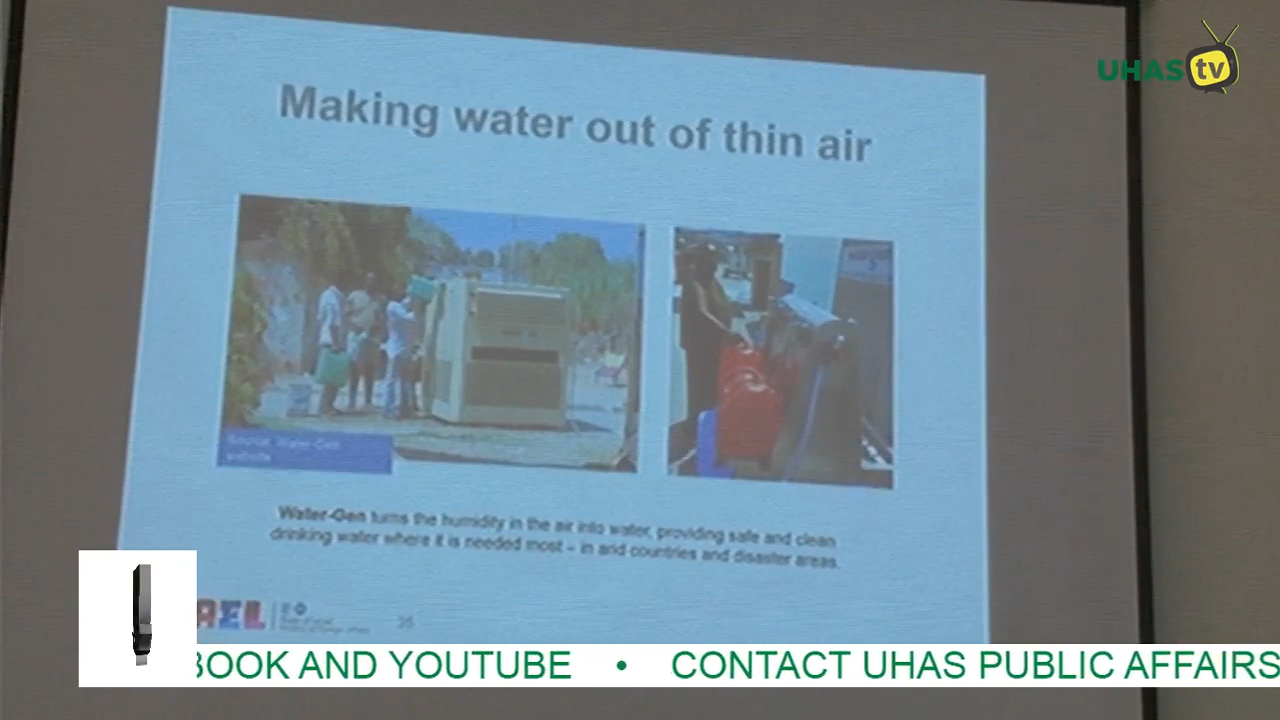 UHAS tv
Making water out of thin air
Source: Water-Gen
website
Water-Gen turns the humidity in the air into water, providing safe and clean
drinking water where it is needed most – in arid countries and disaster areas.
AEL
35
BOOK AND YOUTUBE • CONTACT UHAS PUBLIC AFFAIRS